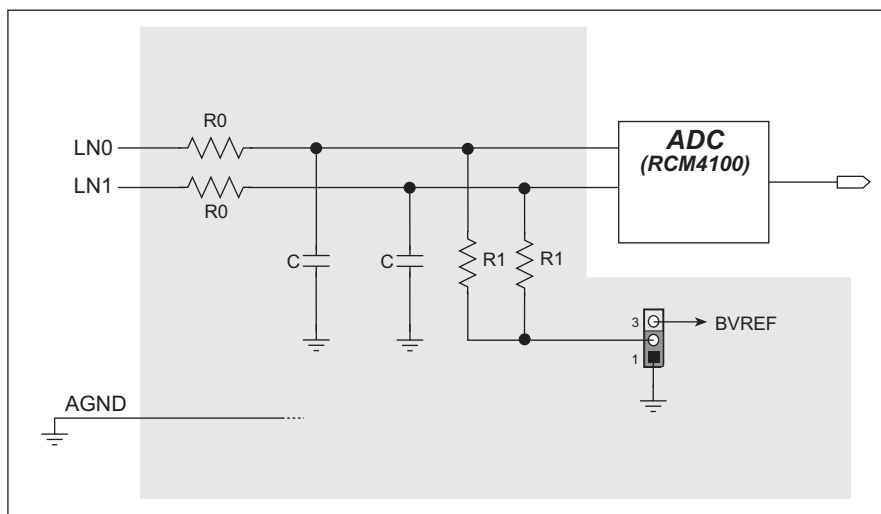 R0
LN0
ADC
(RCM4100)
LN1
R0
C
C
R1
R1
3
BVREF
1
AGND